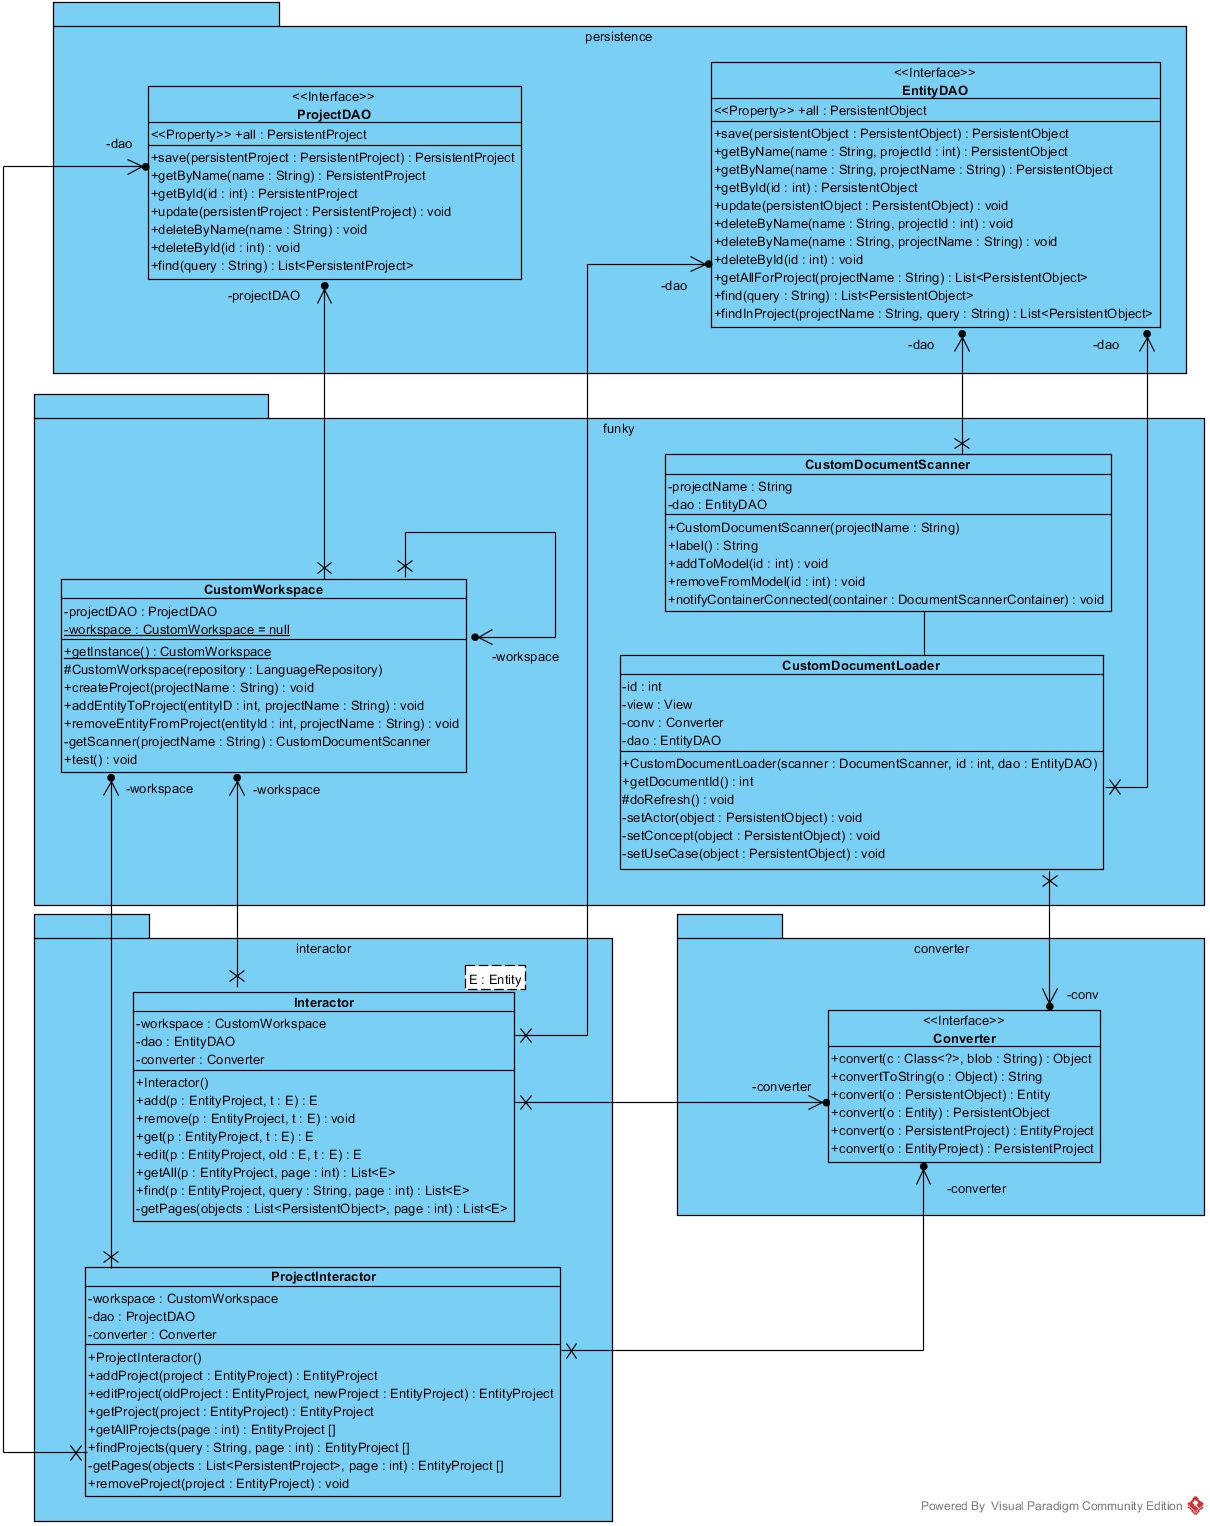 persistence
<<Interface>>
ProjectDAO
<<Property>> +all : PersistentProject
+save(persistentProject : PersistentProject) : PersistentProject
+getByName(name : String) : PersistentProject
+getById(id : int) : PersistentProject
+update(persistentProject : PersistentProject) : void
+deleteByName(name : String) : void
+deleteById(id : int) : void
+find(query : String) : List<PersistentProject>
-dao
-projectDAO
<<Interface>>
EntityDAO
<<Property>> +all : PersistentObject
+save(persistentObject : PersistentObject) : PersistentObject
+getByName(name : String, projectId : int) : PersistentObject
+getByName(name : String, projectName : String) : PersistentObject
+getById(id : int) : PersistentObject
+update(persistentObject : PersistentObject) : void
+deleteByName(name : String, projectId : int) : void
+deleteByName(name : String, projectName : String) : void
+deleteById(id : int) : void
+getAllForProject(projectName : String) : List<PersistentObject>
+find(query : String) : List<PersistentObject>
+findInProject(projectName : String, query : String) : List<PersistentObject>
-dao
-dao
-dao
funky
CustomDocumentScanner
-projectName : String
-dao : EntityDAO
+CustomDocumentScanner(projectName : String)
+label() : String
+addToModel(id : int) : void
+removeFromModel(id : int) : void
+notifyContainerConnected(container : DocumentScannerContainer) : void
CustomWorkspace
-projectDAO : ProjectDAO
-workspace : CustomWorkspace = null
+getInstance() : CustomWorkspace
#CustomWorkspace(repository : LanguageRepository)
+createProject(projectName : String) : void
+addEntityToProject(entityID : int, projectName : String) : void
+removeEntityFromProject(entityId : int, projectName : String) : void
-getScanner(projectName : String) : CustomDocumentScanner
+test() : void
-workspace
-workspace
-workspace
CustomDocumentLoader
-id : int
-view : View
-conv : Converter
-dao : EntityDAO
+CustomDocumentLoader(scanner : DocumentScanner, id : int, dao : EntityDAO)
+getDocumentId() : int
#doRefresh() : void
-setActor(object : PersistentObject) : void
-setConcept(object : PersistentObject) : void
-setUseCase(object : PersistentObject) : void
interactor
E : Entity
Interactor
-workspace : CustomWorkspace
-dao : EntityDAO
-converter : Converter
+Interactor()
+add(p : EntityProject, t : E) : E
+remove(p : EntityProject, t : E) : void
+get(p : EntityProject, t : E) : E
+edit(p : EntityProject, old : E, t : E) : E
+getAll(p : EntityProject, page : int) : List<E>
+find(p : EntityProject, query : String, page : int) : List<E>
-getPages(objects : List<PersistentObject>, page : int) : List<E>
converter
-conv
<<Interface>>
Converter
+convert(c : Class<?>, blob : String) : Object
+convertToString(o : Object) : String
+convert(o : PersistentObject) : Entity
+convert(o : Entity) : PersistentObject
+convert(o : PersistentProject) : EntityProject
+convert(o : EntityProject) : PersistentProject
-converter
-converter
ProjectInteractor
-workspace : CustomWorkspace
-dao : ProjectDAO
-converter : Converter
+ProjectInteractor()
+addProject(project : EntityProject) : EntityProject
+editProject(oldProject : EntityProject, newProject : EntityProject) : EntityProject
+getProject(project : EntityProject) : EntityProject
+getAllProjects(page : int) : EntityProject []
+findProjects(query : String, page : int) : EntityProject []
-getPages(objects : List<PersistentProject>, page : int) : EntityProject []
+removeProject(project : EntityProject) : void
Powered By Visual Paradigm Community Edition